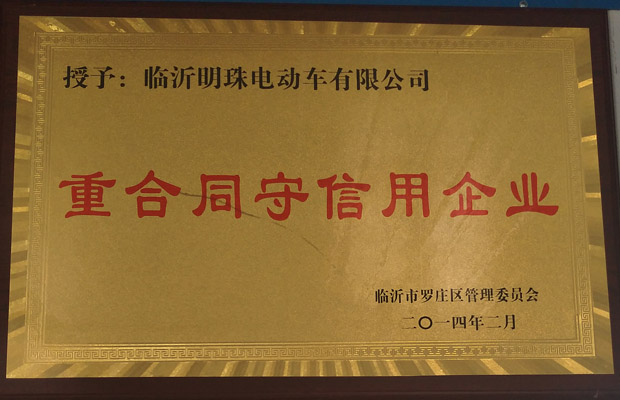 授予：临沂明珠电动车有限公司
重合同守信用企业
临沂市罗庄区管理委员会
二〇一四年二月